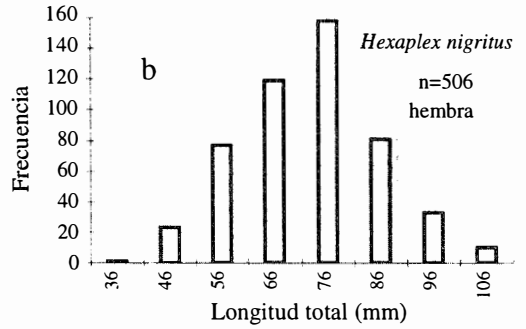 160
140
120
100
80
60
40
20
0
Frecuencia
b
Hexaplex nigritus
n=506
hembra
36 46 56 66 76 86 96 106
Longitud total (mm)